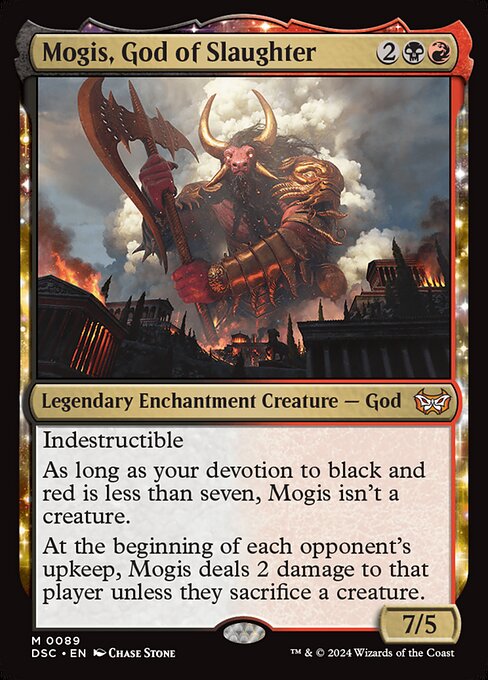 Mogis, God of Slaughter 2
Legendary Enchantment Creature — God
Indestructible
As long as your devotion to black and
red is less than seven, Mogis isn't a
creature.
At the beginning of each opponent's
upkeep, Mogis deals 2 damage to that
player unless they sacrifice a creature.
7/5
M 0089
DSC • EN Chase Stone ™ & © 2024 Wizards of the Coast